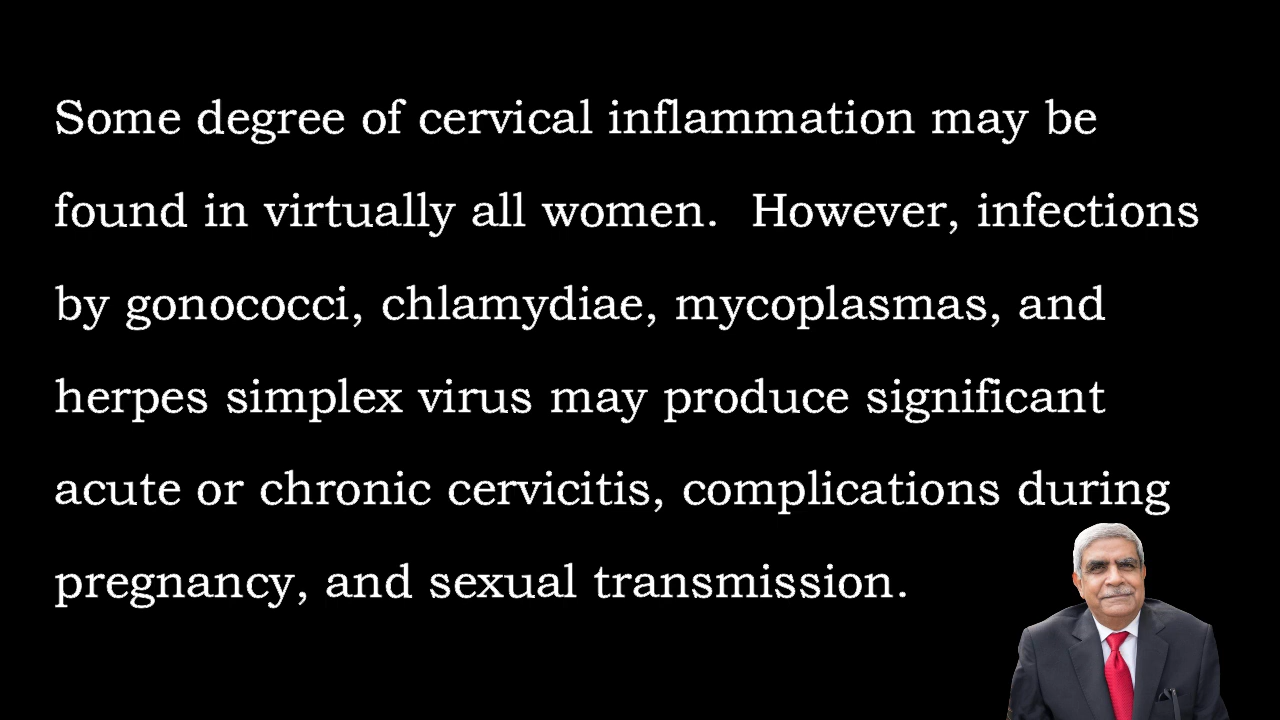 Some degree of cervical inflammation may be
found in virtually all women.  However, infections
by gonococci, chlamydiae, mycoplasmas, and
herpes simplex virus may produce significant
acute or chronic cervicitis, complications during
pregnancy, and sexual transmission.